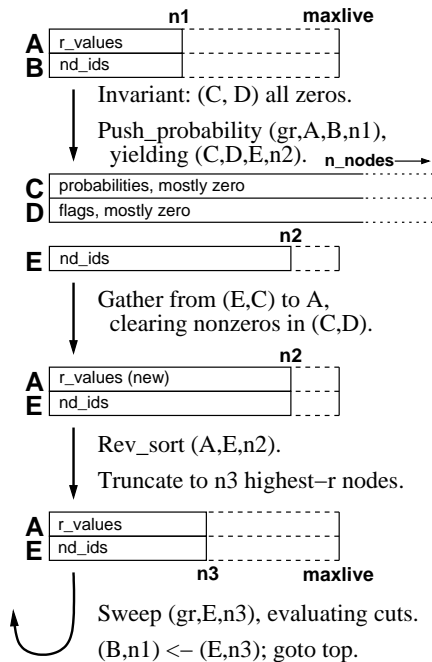 n1 maxlive
A r_values
B nd_ids
Invariant: (C, D) all zeros.
Push_probability (gr,A,B,n1),
yielding (C,D,E,n2).
n_nodes
C probabilities, mostly zero
D flags, mostly zero
n2
E nd_ids
Gather from (E,C) to A,
clearing nonzeros in (C,D).
n2
A r_values (new)
E nd_ids
Rev_sort (A,E,n2).
Truncate to n3 highest−r nodes.
A r_values
E nd_ids
n3 maxlive
Sweep (gr,E,n3), evaluating cuts.
(B,n1) <− (E,n3); goto top.